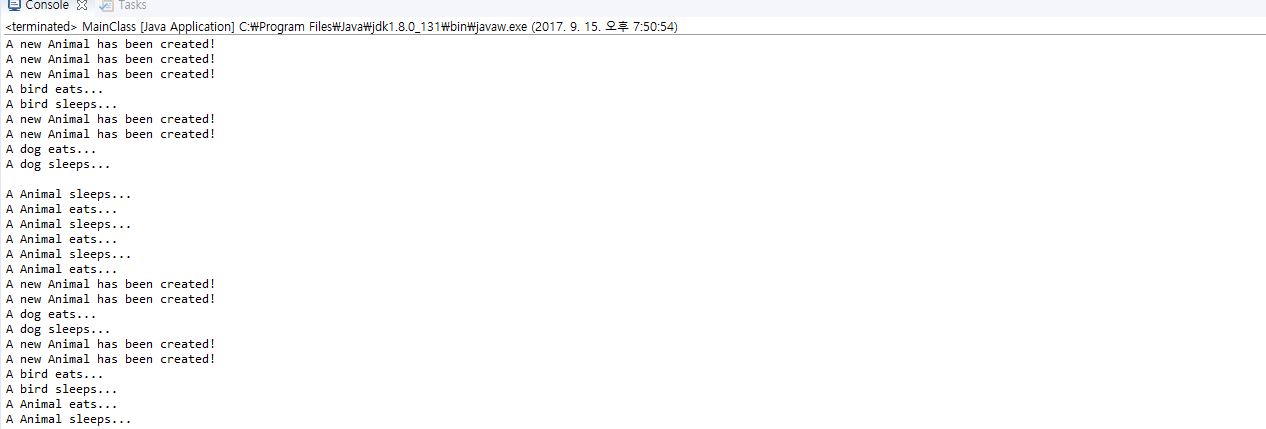 Console Tasks
<terminated> MainClass [Java Application] C:₩Program Files₩Java₩jdk1.8.0_131₩bin₩javaw.exe (2017. 9. 15. 오후 7:50:54)
A new Animal has been created!
A new Animal has been created!
A new Animal has been created!
A bird eats...
A bird sleeps...
A new Animal has been created!
A new Animal has been created!
A dog eats...
A dog sleeps...

A Animal sleeps...
A Animal eats...
A Animal sleeps...
A Animal eats...
A Animal sleeps...
A Animal eats...
A new Animal has been created!
A new Animal has been created!
A dog eats...
A dog sleeps...
A new Animal has been created!
A new Animal has been created!
A bird eats...
A bird sleeps...
A Animal eats...
A Animal sleeps...